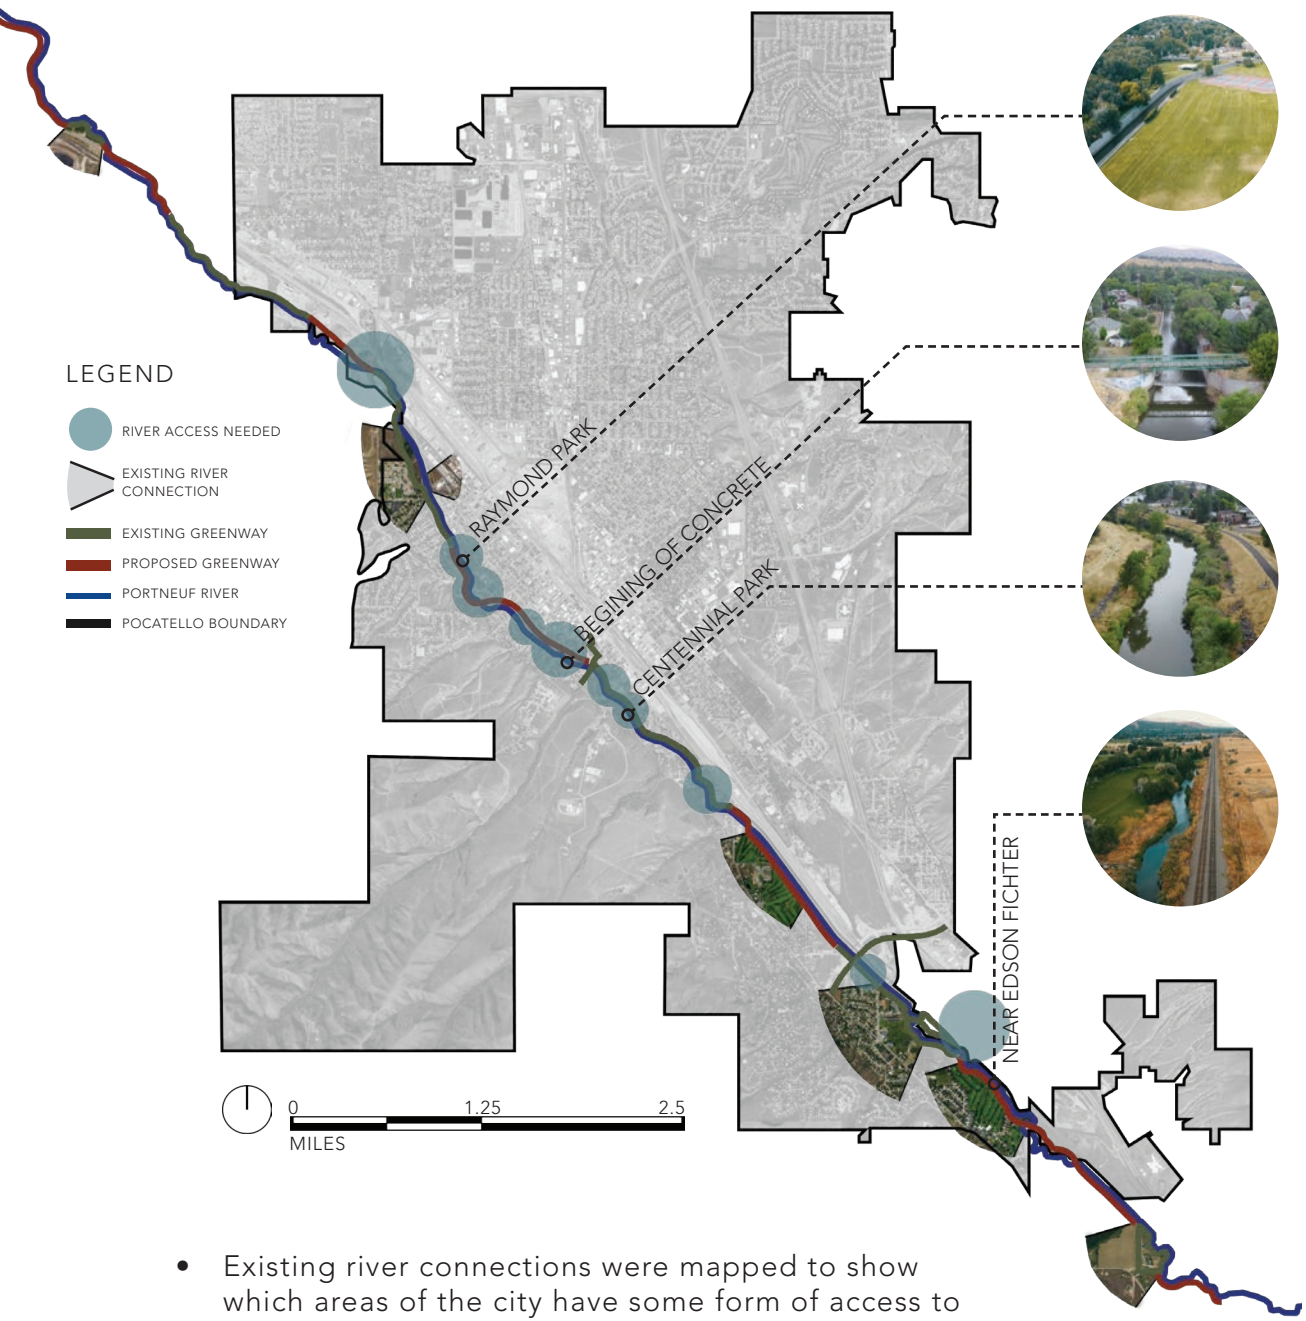 LEGEND
RIVER ACCESS NEEDED
EXISTING RIVER
CONNECTION
EXISTING GREENWAY
PROPOSED GREENWAY
PORTNEUF RIVER
POCATELLO BOUNDARY
RAYMOND PARK
BEGINING OF CONCRETE
CENTENNIAL PARK
NEAR EDSON FICHTER
0 1.25 2.5
MILES
• Existing river connections were mapped to show
which areas of the city have some form of access to